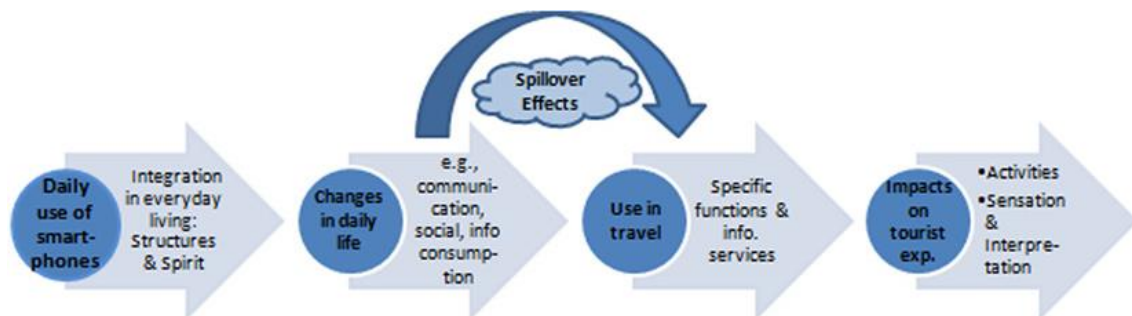 Spillover
Effects
Daily
use of
smart-
phones
Integration
in everyday
living:
Structures
& Spirit
Changes
in daily
life
e.g.,
communi-
cation,
social, info
consump-
tion
Use in
travel
Specific
functions &
info.
services
Impacts
on
tourist
exp.
▪Activities
▪Sensation
&
Interpre-
tation